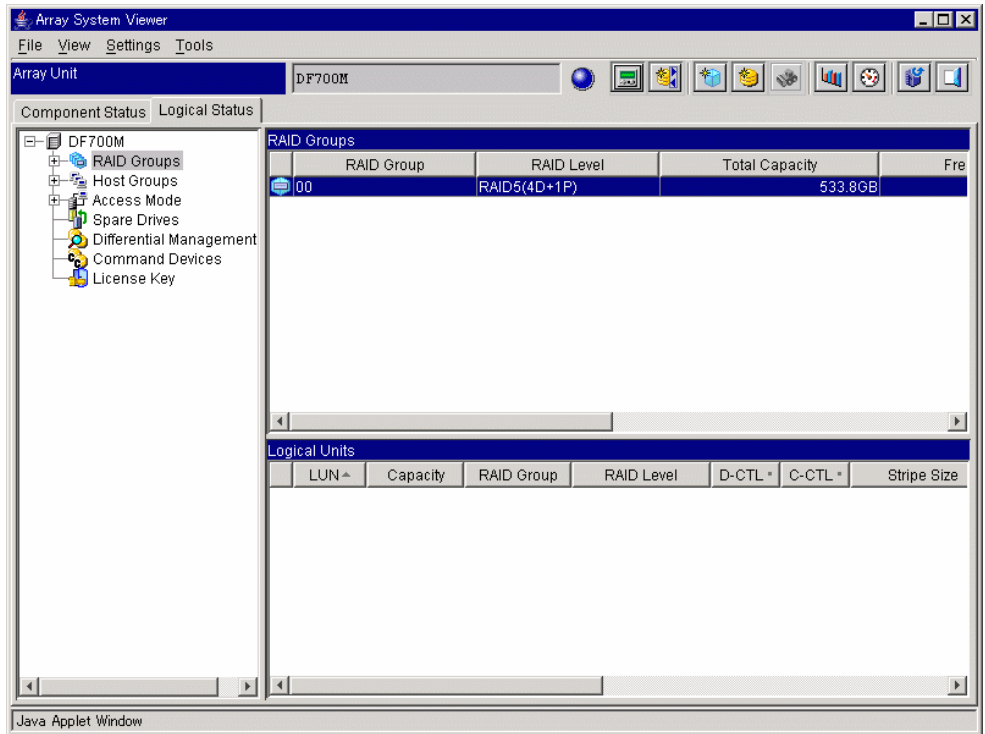 Array System Viewer
File View Settings Tools
Array Unit DF700M
Component Status Logical Status
DF700M
RAID Groups
Host Groups
Access Mode
Spare Drives
Differential Management
Command Devices
License Key
RAID Groups
RAID Group RAID Level Total Capacity Fre
00 RAID5(4D+1P) 533.8GB
Logical Units
LUN Capacity RAID Group RAID Level D-CTL C-CTL Stripe Size
Java Applet Window